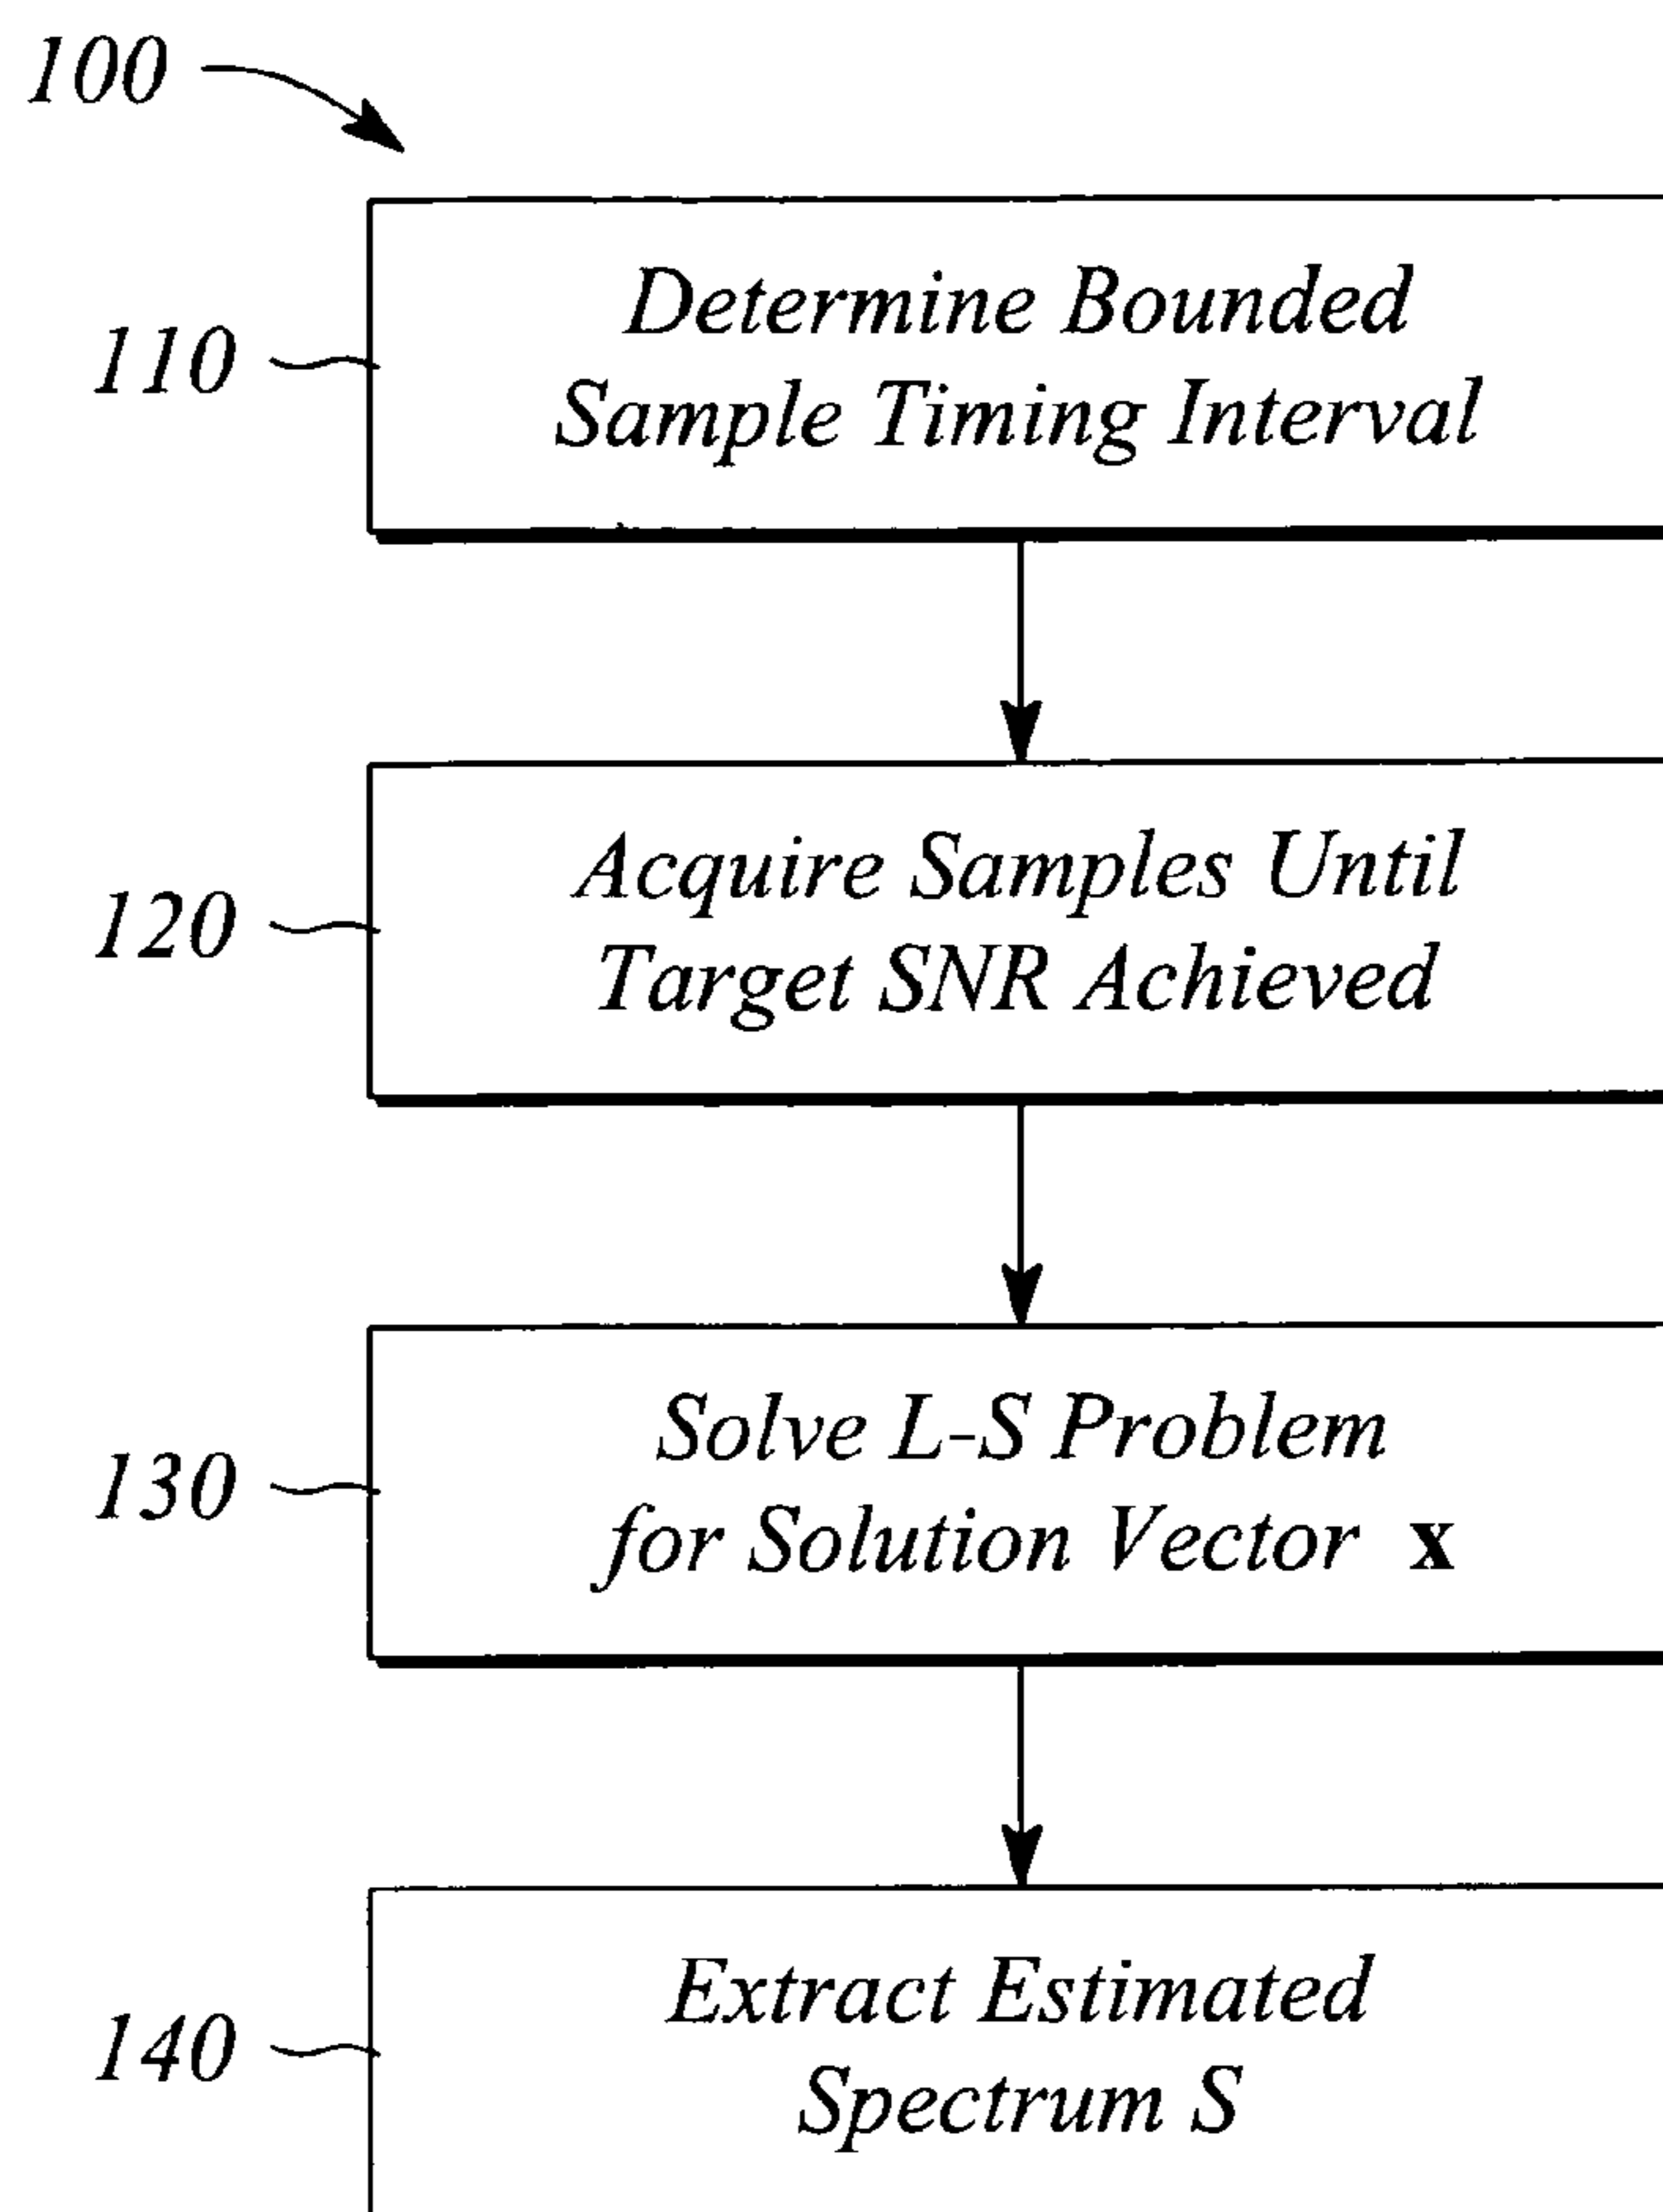 100
110
Determine Bounded
Sample Timing Interval
120
Acquire Samples Until
Target SNR Achieved
130
Solve L-S Problem
for Solution Vector x
140
Extract Estimated
Spectrum S